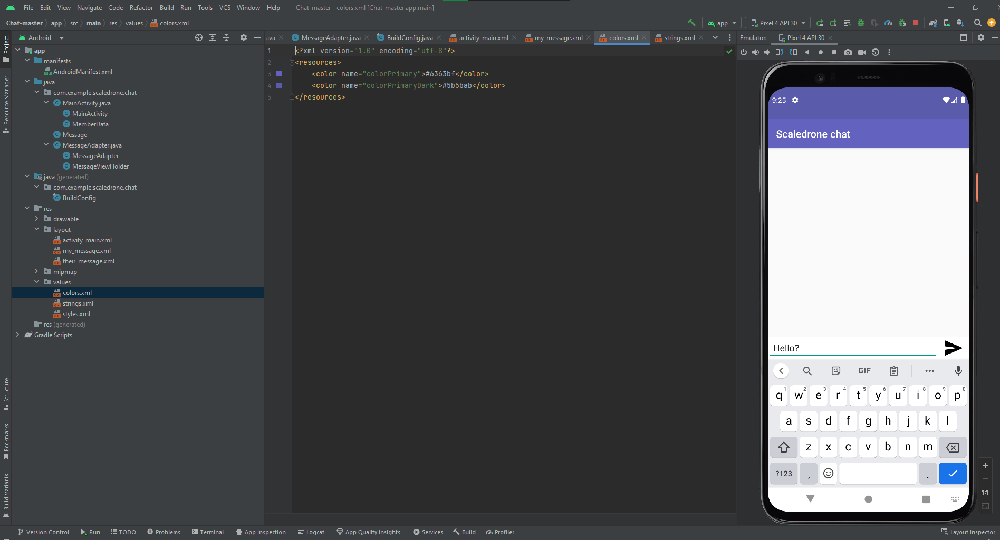 File Edit View Navigate Code Refactor Build Run Tools VCS Window Help Chat-master - colors.xml [Chat-master.app.main]
Chat-master app src main res values colors.xml app Pixel 4 API 30
Android
ava MessageAdapter.java BuildConfig.java activity_main.xml my_message.xml colors.xml strings.xml
Emulator: Pixel 4 API 30
Project
Resource Manager
Structure
Bookmarks
Build Variants
app
manifests
AndroidManifest.xml
java
com.example.scaledrone.chat
MainActivity.java
MainActivity
MemberData
Message
MessageAdapter.java
MessageAdapter
MessageViewHolder
java (generated)
com.example.scaledrone.chat
BuildConfig
res
drawable
layout
activity_main.xml
my_message.xml
their_message.xml
mipmap
values
colors.xml
strings.xml
styles.xml
res (generated)
Gradle Scripts
1 <?xml version="1.0" encoding="utf-8"?>
2 <resources>
3 <color name="colorPrimary">#6363bf</color>
4 <color name="colorPrimaryDark">#5b5bab</color>
5 </resources>
9:25
Scaledrone chat
Hello?
GIF
q1 w2 e3 r4 t5 y6 u7 i8 o9 p0
a s d f g h j k l
z x c v b n m
?123 , .
1:1
Version Control Run TODO Problems Terminal App Inspection Logcat App Quality Insights Services Build Profiler Layout Inspector